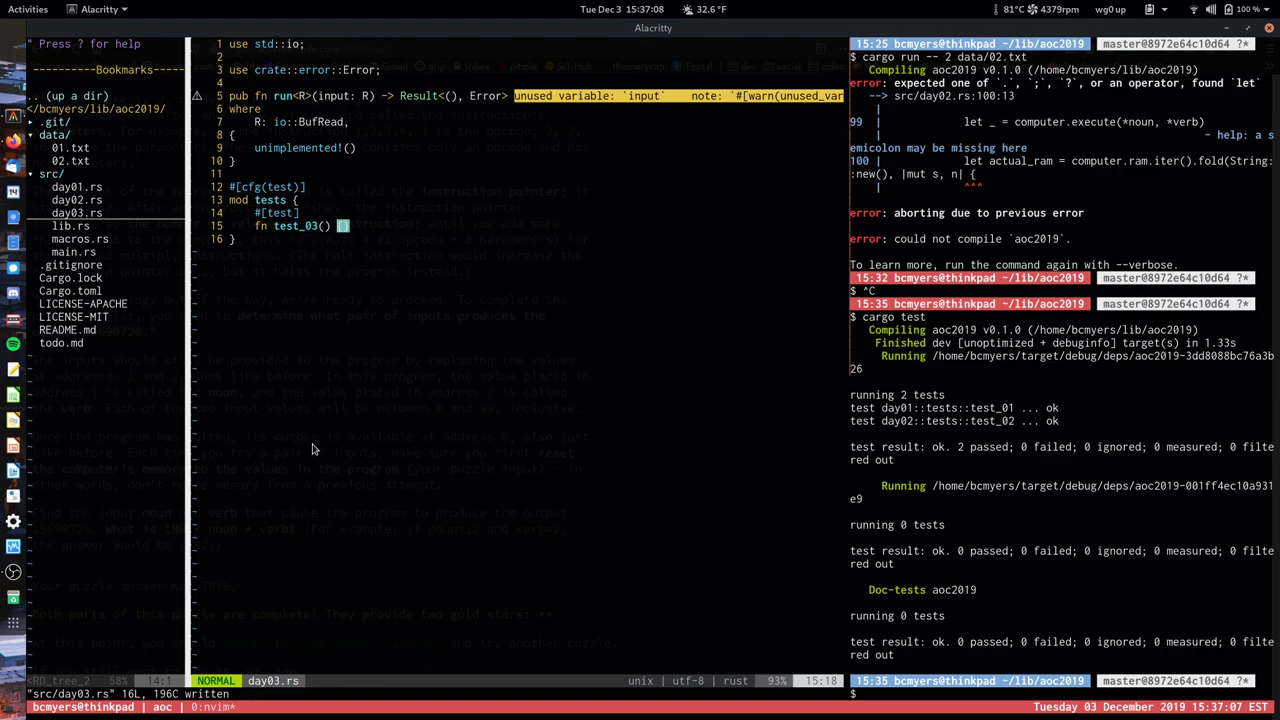 Activities
Alacritty
Tue Dec 3 15:37:08
32.6 °F
81°C
4379rpm
wg0 up
100 %
Alacritty
" Press ? for help
Bookmarks
.. (up a dir)
</bcmyers/lib/aoc2019/
.git/
data/
01.txt
02.txt
src/
day01.rs
day02.rs
day03.rs
lib.rs
macros.rs
main.rs
.gitignore
Cargo.lock
Cargo.toml
LICENSE-APACHE
LICENSE-MIT
README.md
todo.md
<RD_tree_2 58% 14:1
1 use std::io;
2
3 use crate::error::Error;
4
5 pub fn run<R>(input: R) -> Result<(), Error> unused variable: `input` note: `#[warn(unused_var
6 where
7 R: io::BufRead,
8 {
9 unimplemented!()
10 }
11
12 #[cfg(test)]
13 mod tests {
14 #[test]
15 fn test_03() {}
16 }
NORMAL day03.rs
unix | utf-8 | rust 93% 15:18
"src/day03.rs" 16L, 196C written
15:25 bcmyers@thinkpad ~/lib/aoc2019 master@8972e64c10d64 ?*
$ cargo run -- 2 data/02.txt
Compiling aoc2019 v0.1.0 (/home/bcmyers/lib/aoc2019)
error: expected one of `.`, `;`, `?`, or an operator, found `let`
--> src/day02.rs:100:13
|
99 | let _ = computer.execute(*noun, *verb)
| - help: a s
emicolon may be missing here
100 | let actual_ram = computer.ram.iter().fold(String:
:new(), |mut s, n| {
| ^^^
error: aborting due to previous error
error: could not compile `aoc2019`.
To learn more, run the command again with --verbose.
15:32 bcmyers@thinkpad ~/lib/aoc2019 master@8972e64c10d64 ?*
$ ^C
15:35 bcmyers@thinkpad ~/lib/aoc2019 master@8972e64c10d64 ?*
$ cargo test
Compiling aoc2019 v0.1.0 (/home/bcmyers/lib/aoc2019)
Finished dev [unoptimized + debuginfo] target(s) in 1.33s
Running /home/bcmyers/target/debug/deps/aoc2019-3dd8088bc76a3b
26
running 2 tests
test day01::tests::test_01 ... ok
test day02::tests::test_02 ... ok
test result: ok. 2 passed; 0 failed; 0 ignored; 0 measured; 0 filte
red out
Running /home/bcmyers/target/debug/deps/aoc2019-001ff4ec10a931
e9
running 0 tests
test result: ok. 0 passed; 0 failed; 0 ignored; 0 measured; 0 filte
red out
Doc-tests aoc2019
running 0 tests
test result: ok. 0 passed; 0 failed; 0 ignored; 0 measured; 0 filte
red out
15:35 bcmyers@thinkpad ~/lib/aoc2019 master@8972e64c10d64 ?*
$
bcmyers@thinkpad | aoc | 0:nvim*
Tuesday 03 December 2019 15:37:07 EST